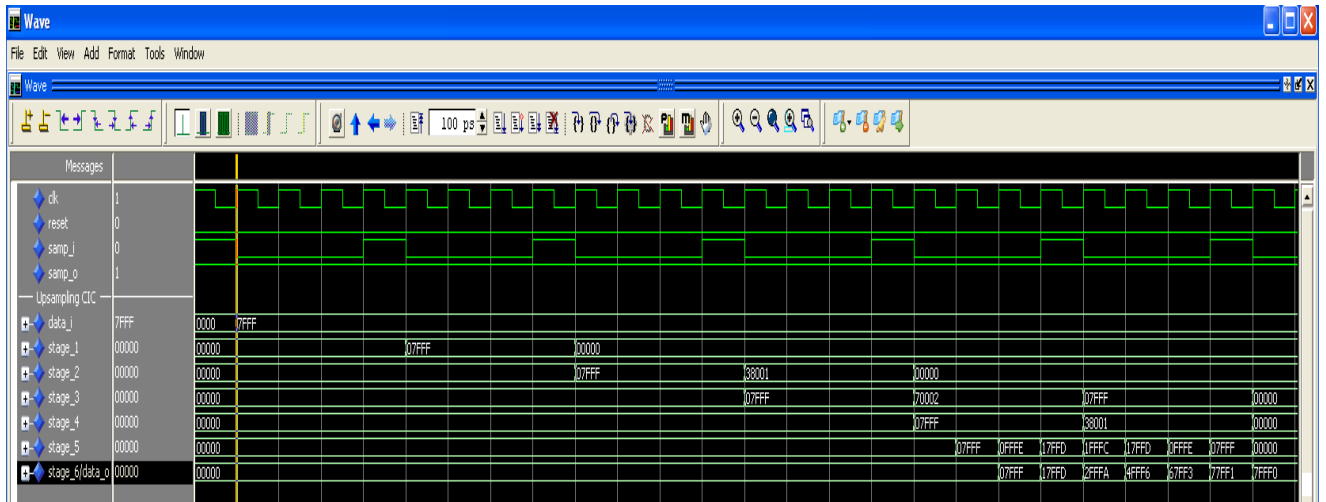 Wave
File Edit View Add Format Tools Window
Wave
100 ps
Messages
clk 1
reset 0
samp_i 0
samp_o 1
Upsampling CIC
data_i 7FFF 0000 7FFF
stage_1 00000 00000 07FFF 00000
stage_2 00000 00000 07FFF 38001 00000
stage_3 00000 00000 07FFF 70002 07FFF 00000
stage_4 00000 00000 07FFF 38001 00000
stage_5 00000 00000 07FFF 0FFFE 17FFD 1FFFC 17FFD 0FFFE 07FFF 00000
stage_6/data_o 00000 00000 07FFF 17FFD 2FFFA 4FFF6 67FF3 77FF1 7FFF0